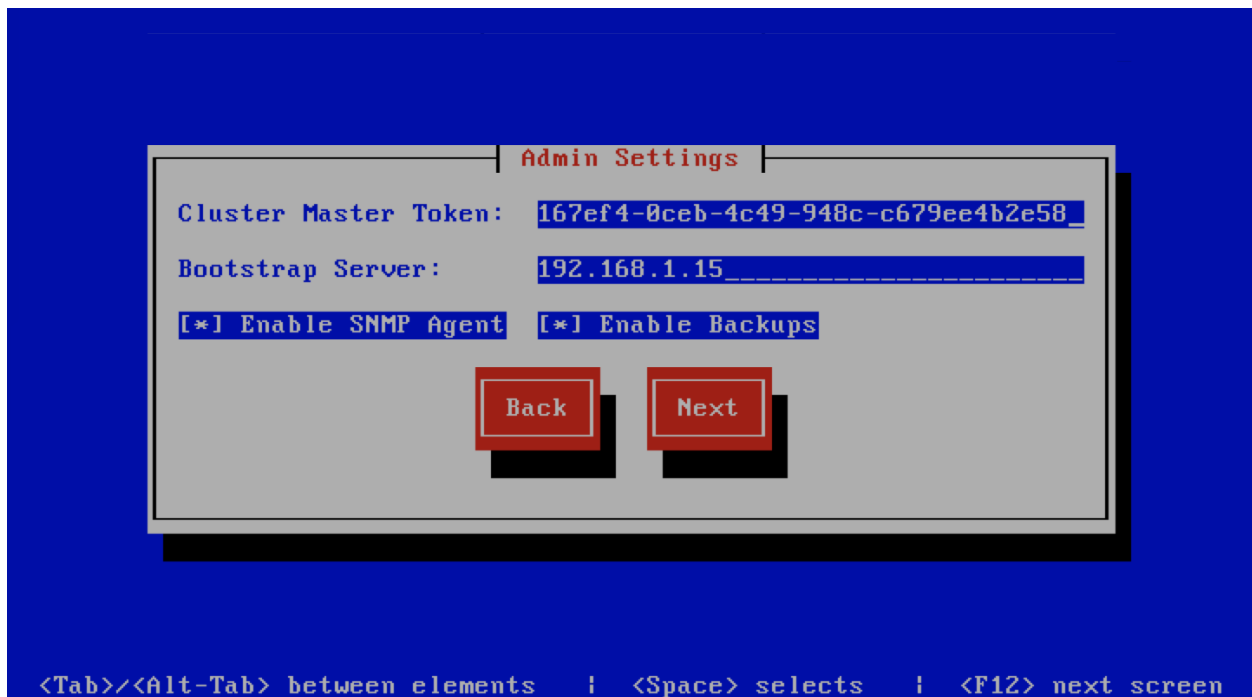 Admin Settings
Cluster Master Token: 167ef4-0ceb-4c49-948c-c679ee4b2e58_
Bootstrap Server: 192.168.1.15_______________________
[*] Enable SNMP Agent [*] Enable Backups
Back Next
<Tab>/<Alt-Tab> between elements | <Space> selects | <F12> next screen